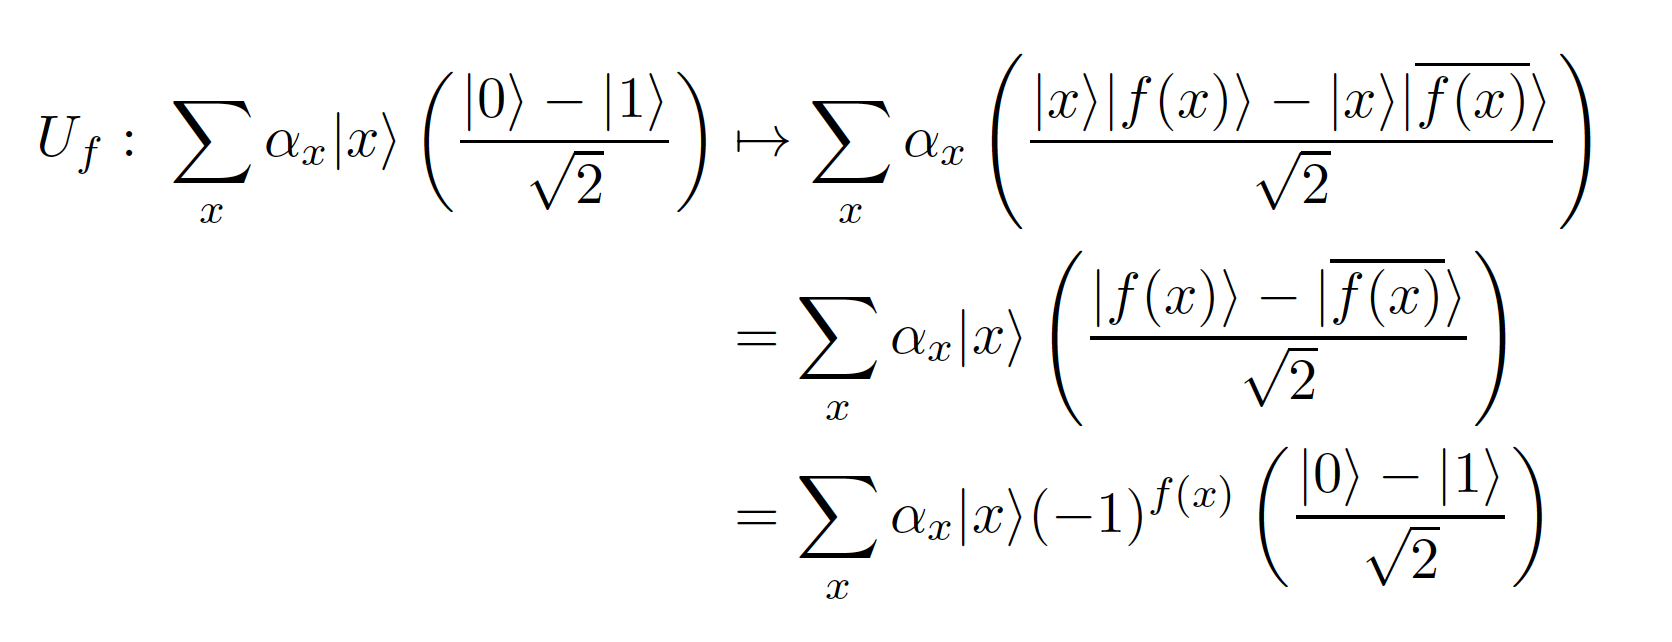 $U_f : \sum_x \alpha_x |x\rangle \left( \frac{|0\rangle - |1\rangle}{\sqrt{2}} \right) \mapsto \sum_x \alpha_x \left( \frac{|x\rangle|f(x)\rangle - |x\rangle|\overline{f(x)}\rangle}{\sqrt{2}} \right)$
$= \sum_x \alpha_x |x\rangle \left( \frac{|f(x)\rangle - |\overline{f(x)}\rangle}{\sqrt{2}} \right)$
$= \sum_x \alpha_x |x\rangle (-1)^{f(x)} \left( \frac{|0\rangle - |1\rangle}{\sqrt{2}} \right)$